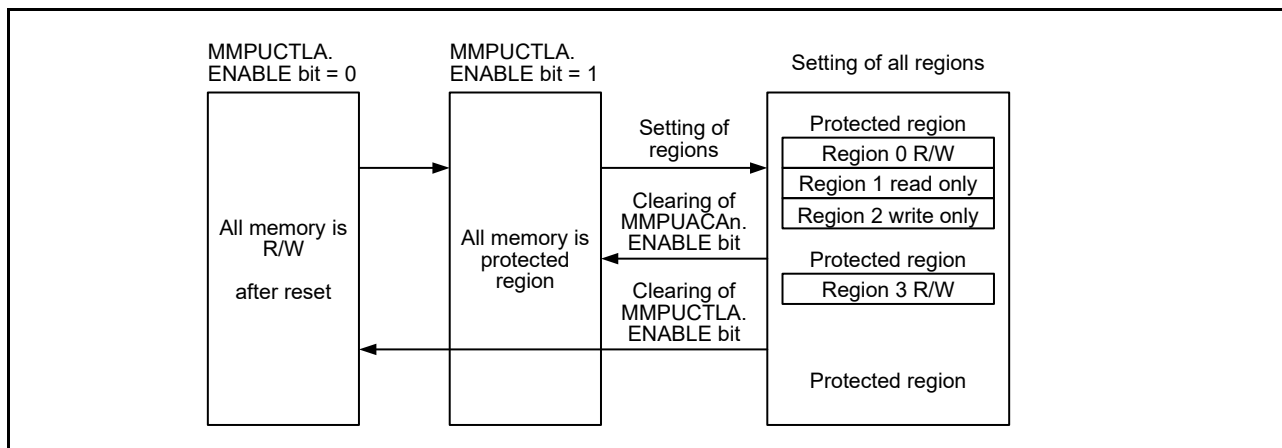 MMPUCTLA.
ENABLE bit = 0
MMPUCTLA.
ENABLE bit = 1
Setting of all regions
All memory is
R/W
after reset
All memory is
protected
region
Setting of
regions
Clearing of
MMPUACAn.
ENABLE bit
Clearing of
MMPUCTLA.
ENABLE bit
Protected region
Region 0 R/W
Region 1 read only
Region 2 write only
Protected region
Region 3 R/W
Protected region